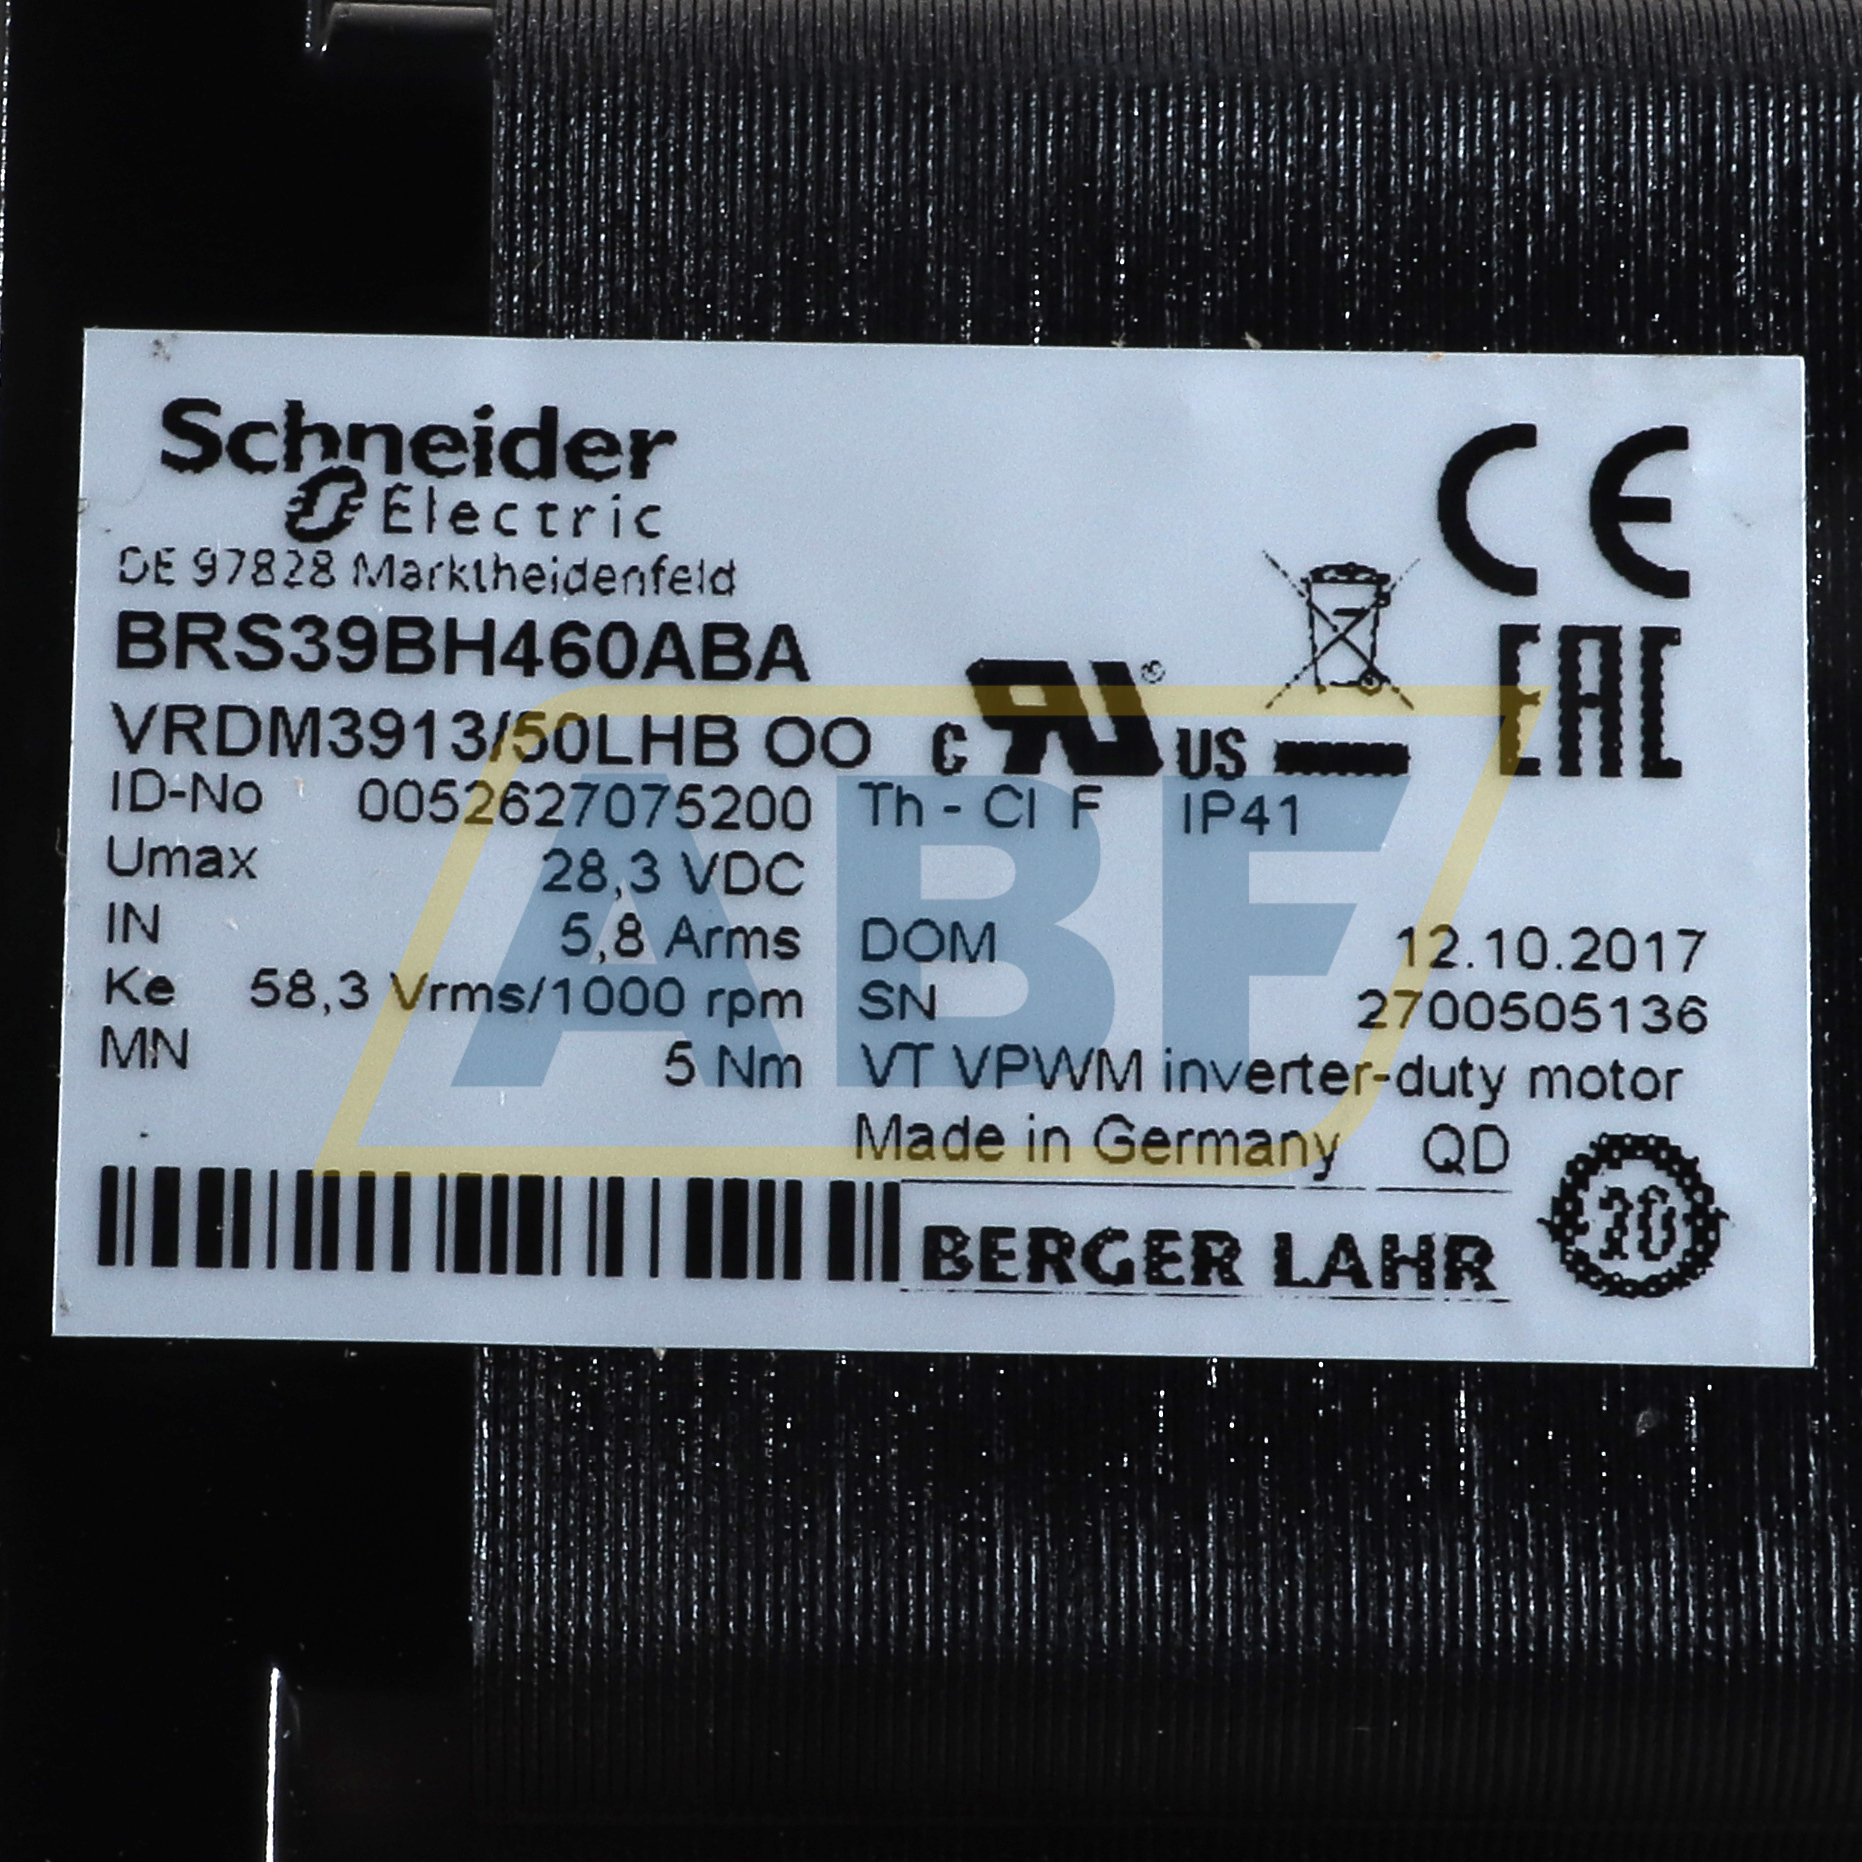 Schneider
Electric
DE 97828 Marktheidenfeld
BRS39BH460ABA
VRDM3913/50LHB OO
ID-No 0052627075200 Th - Cl F IP41
Umax 28,3 VDC
IN 5,8 Arms
Ke 58,3 Vrms/1000 rpm
MN 5 Nm
CE
EAC
c RU ® US
DOM 12.10.2017
SN 2700505136
VT VPWM inverter-duty motor
Made in Germany QD
BERGER LAHR
10
ABF